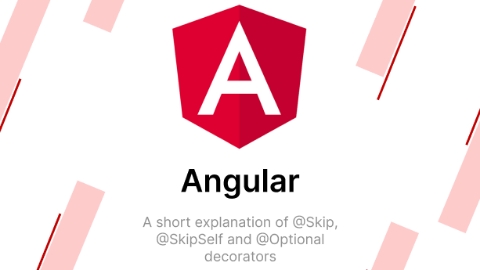 A
Angular
A short explanation of @Skip,
@SkipSelf and @Optional
decorators